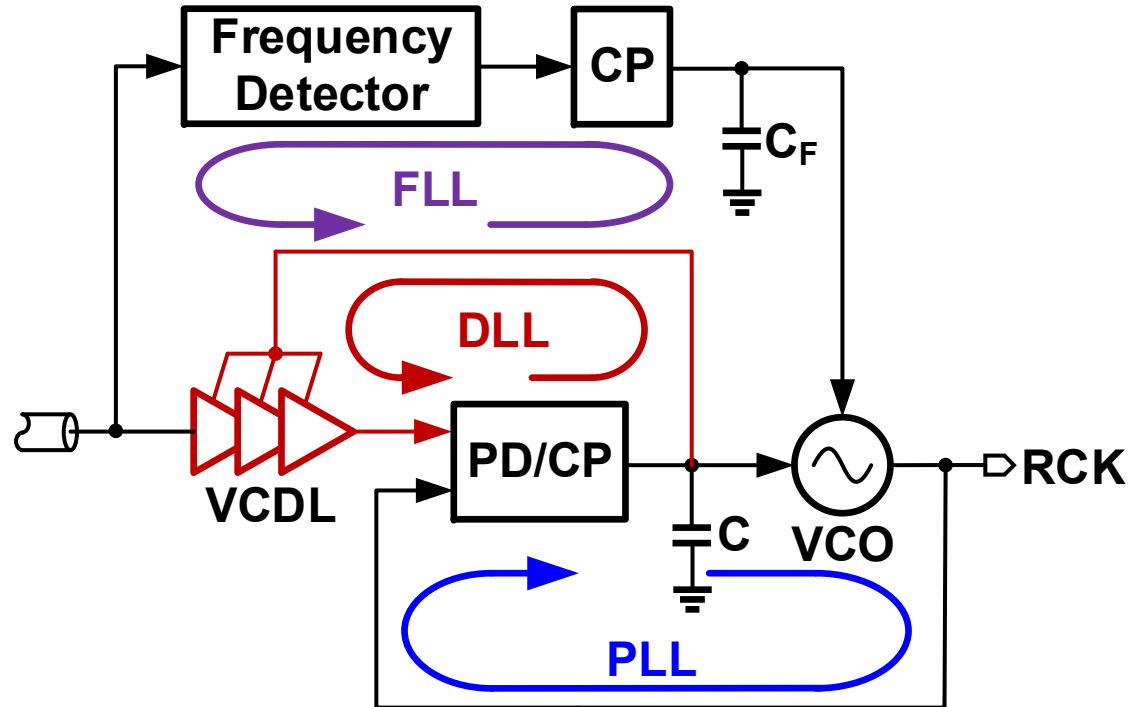 Frequency
Detector
CP
C_F
FLL
DLL
VCDL
PD/CP
C
VCO
RCK
PLL